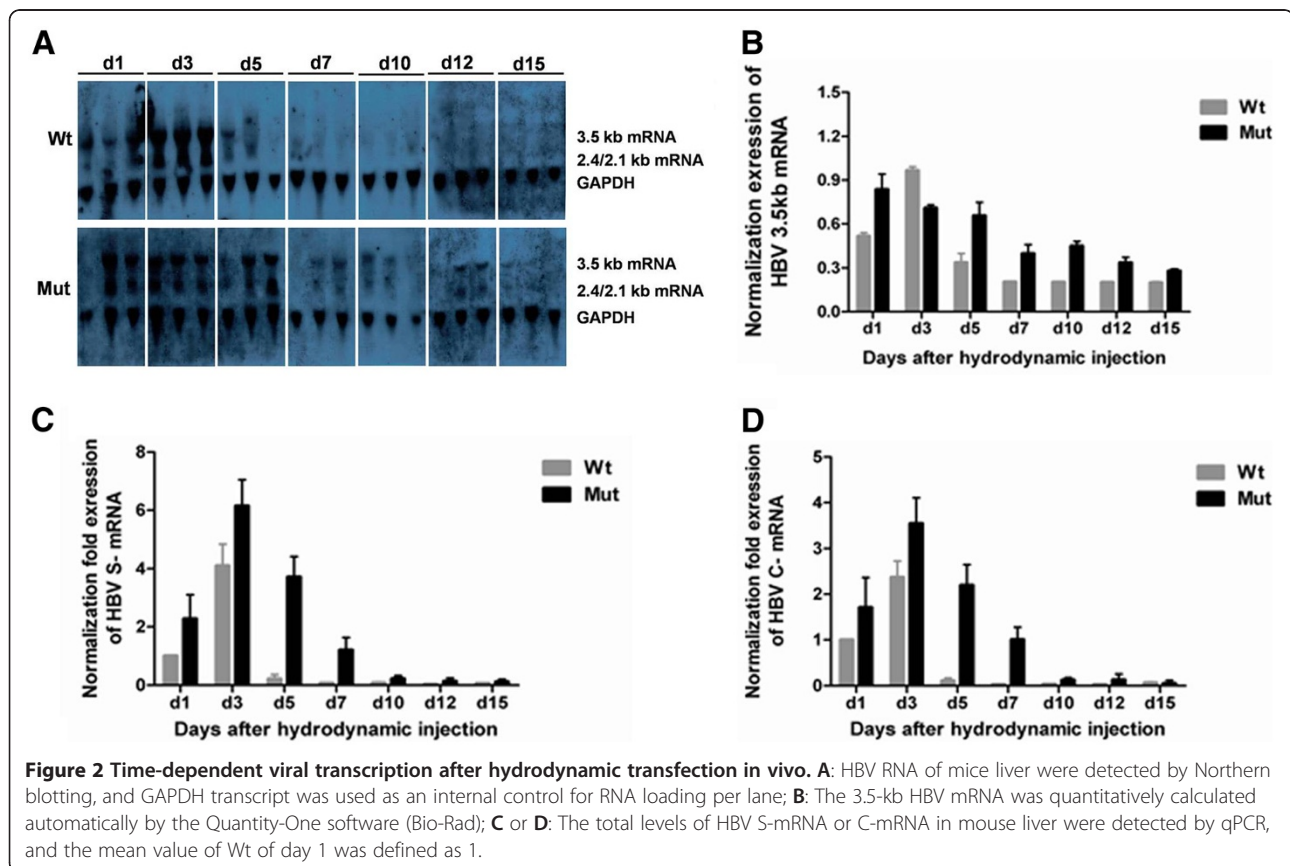 A
d1 d3 d5 d7 d10 d12 d15
Wt
3.5 kb mRNA
2.4/2.1 kb mRNA
GAPDH
Mut
3.5 kb mRNA
2.4/2.1 kb mRNA
GAPDH
B
Normalization expression of
HBV 3.5kb mRNA
1.5
1.2
0.9
0.6
0.3
0.0
Wt
Mut
d1 d3 d5 d7 d10 d12 d15
Days after hydrodynamic injection
C
Normalization fold exression
of HBV S- mRNA
8
6
4
2
0
Wt
Mut
d1 d3 d5 d7 d10 d12 d15
Days after hydrodynamic injection
D
Normalization fold exression
of HBV C- mRNA
5
4
3
2
1
0
Wt
Mut
d1 d3 d5 d7 d10 d12 d15
Days after hydrodynamic injection
Figure 2 Time-dependent viral transcription after hydrodynamic transfection in vivo. A: HBV RNA of mice liver were detected by Northern
blotting, and GAPDH transcript was used as an internal control for RNA loading per lane; B: The 3.5-kb HBV mRNA was quantitatively calculated
automatically by the Quantity-One software (Bio-Rad); C or D: The total levels of HBV S-mRNA or C-mRNA in mouse liver were detected by qPCR,
and the mean value of Wt of day 1 was defined as 1.